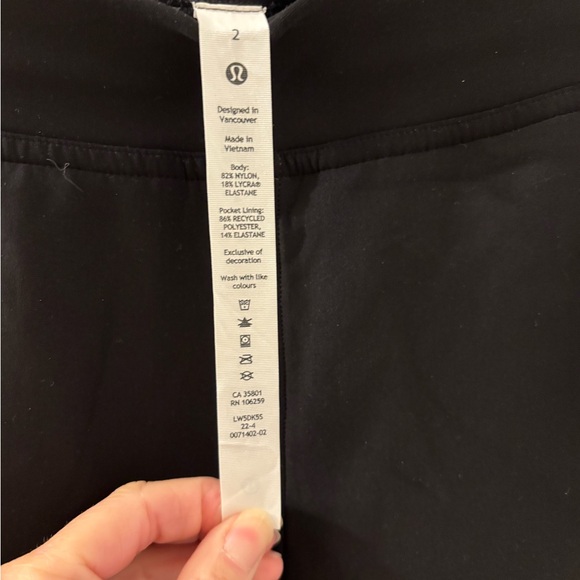 2
Designed in
Vancouver
Made in
Vietnam
Body:
82% NYLON,
18% LYCRA®
ELASTANE
Pocket Lining:
86% RECYCLED
POLYESTER,
14% ELASTANE
Exclusive of
decoration
Wash with like
colours
CA 35801
RN 106259
LW5DK5S
22-4
0071402-02